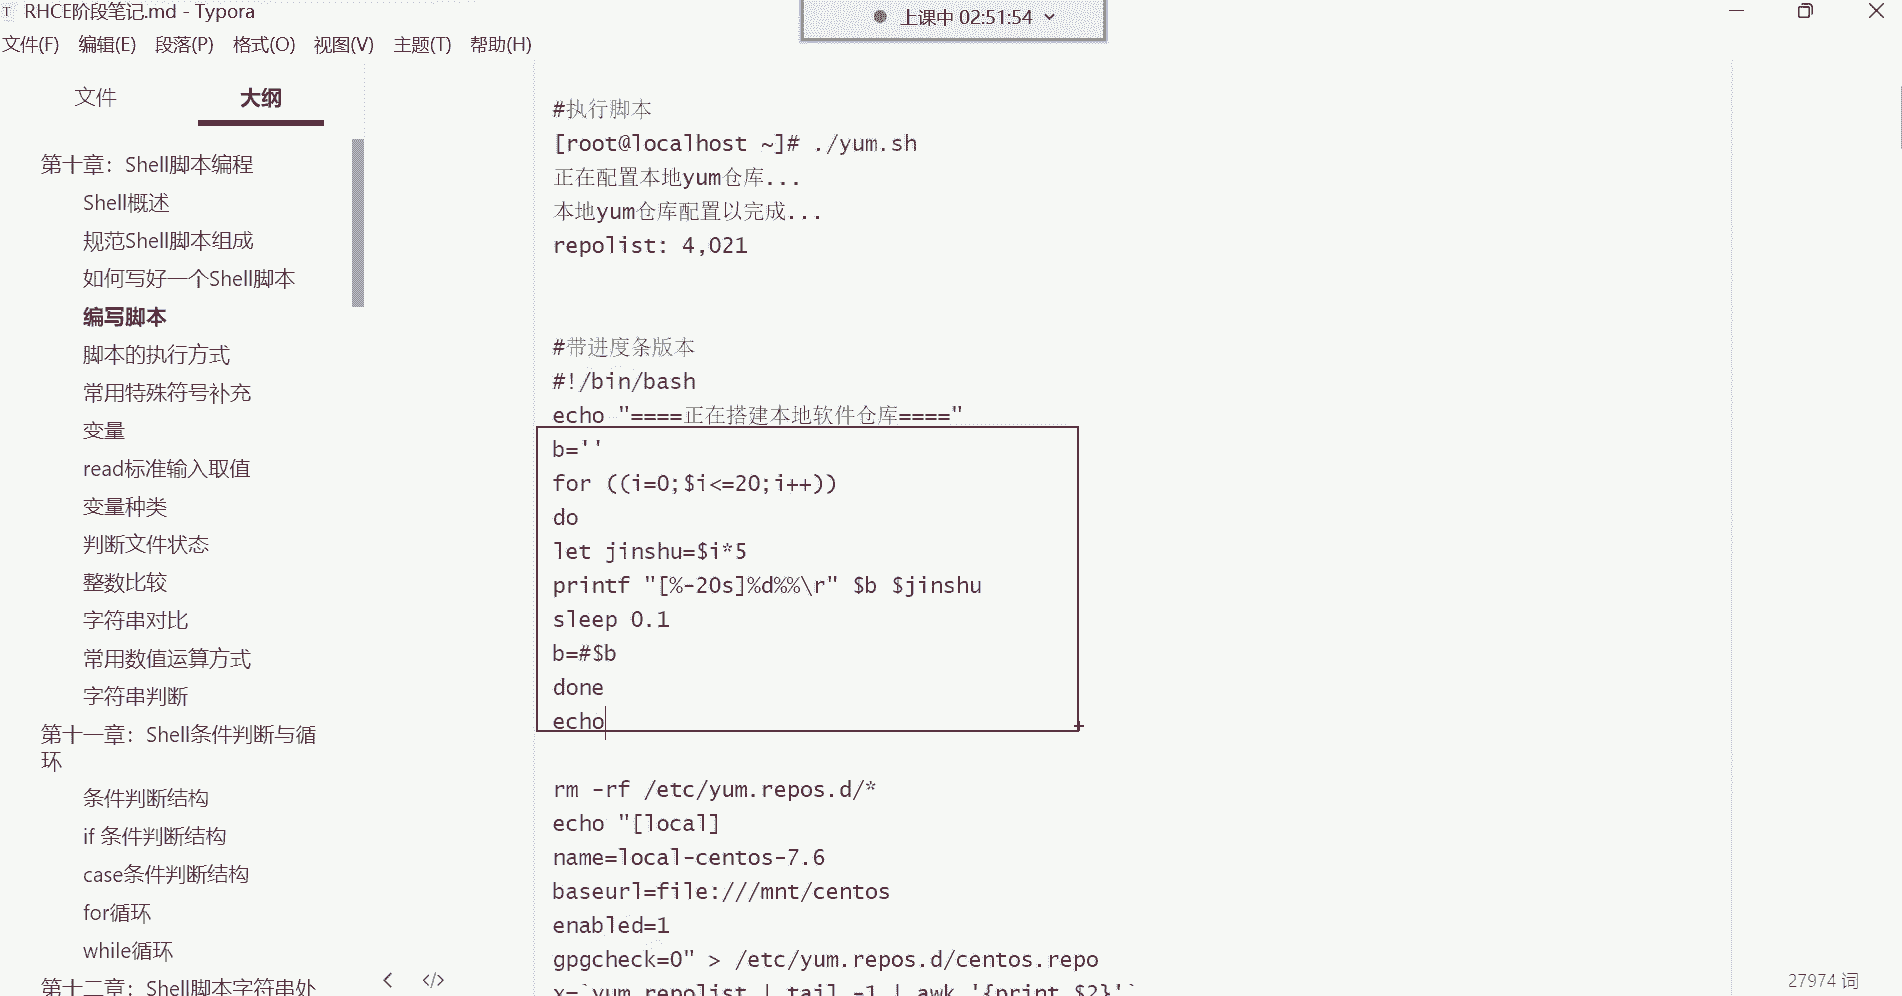 RHCE阶段笔记.md - Typora
上课中 02:51:54
文件(F) 编辑(E) 段落(P) 格式(O) 视图(V) 主题(T) 帮助(H)
文件 大纲
第十章：Shell脚本编程
Shell概述
规范Shell脚本组成
如何写好一个Shell脚本
编写脚本
脚本的执行方式
常用特殊符号补充
变量
read标准输入取值
变量种类
判断文件状态
整数比较
字符串对比
常用数值运算方式
字符串判断
第十一章：Shell条件判断与循
环
条件判断结构
if 条件判断结构
case条件判断结构
for循环
while循环
第十二章：Shell脚本字符串处
#执行脚本
[root@localhost ~]# ./yum.sh
正在配置本地yum仓库...
本地yum仓库配置以完成...
repolist: 4,021
#带进度条版本
#!/bin/bash
echo "====正在搭建本地软件仓库===="
b=''
for ((i=0;$i<=20;i++))
do
let jinshu=$i*5
printf "[%-20s]%d%%\r" $b $jinshu
sleep 0.1
b=#$b
done
echo
rm -rf /etc/yum.repos.d/*
echo "[local]
name=local-centos-7.6
baseurl=file:///mnt/centos
enabled=1
gpgcheck=0" > /etc/yum.repos.d/centos.repo
x=`yum repolist | tail -1 | awk '{print $2}'`
27974 词